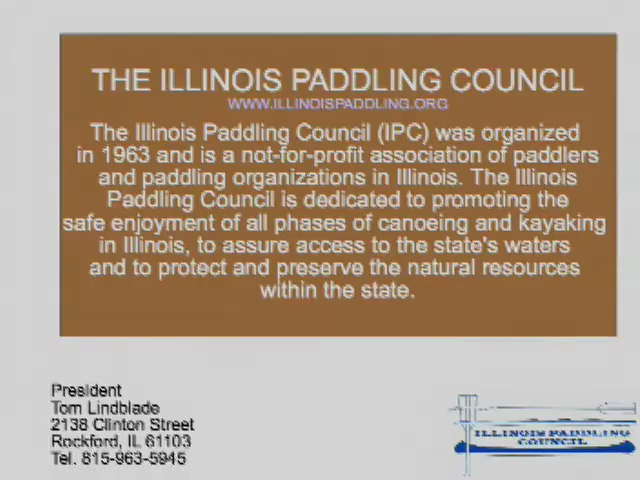 THE ILLINOIS PADDLING COUNCIL
WWW.ILLINOISPADDLING.ORG
The Illinois Paddling Council (IPC) was organized
in 1963 and is a not-for-profit association of paddlers
and paddling organizations in Illinois. The Illinois
Paddling Council is dedicated to promoting the
safe enjoyment of all phases of canoeing and kayaking
in Illinois, to assure access to the state's waters
and to protect and preserve the natural resources
within the state.
President
Tom Lindblade
2138 Clinton Street
Rockford, IL 61103
Tel. 815-963-5945
ILLINOIS PADDLING
COUNCIL